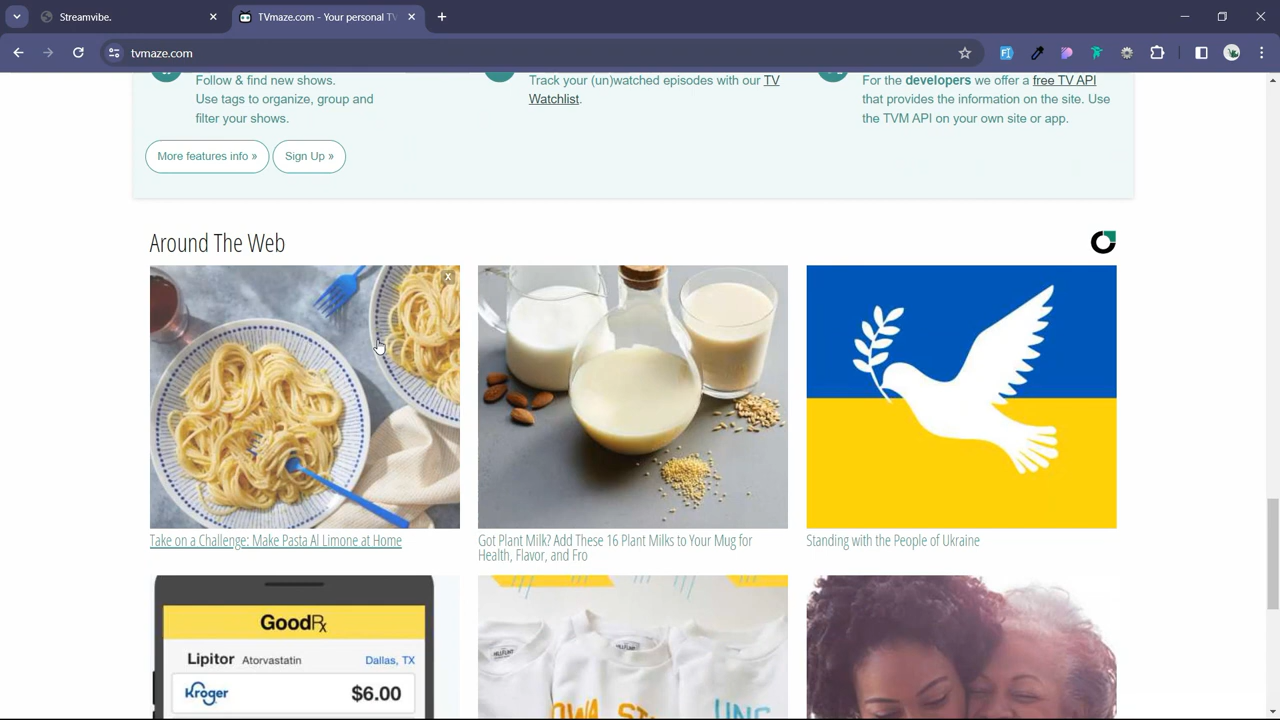 Streamvibe.
TVmaze.com - Your personal TV
tvmaze.com
Follow & find new shows.
Use tags to organize, group and
filter your shows.
Track your (un)watched episodes with our TV
Watchlist.
For the developers we offer a free TV API
that provides the information on the site. Use
the TVM API on your own site or app.
More features info »
Sign Up »
Around The Web
X
Take on a Challenge: Make Pasta Al Limone at Home
Got Plant Milk? Add These 16 Plant Milks to Your Mug for
Health, Flavor, and Fro
Standing with the People of Ukraine
GoodRx
Lipitor Atorvastatin
Dallas, TX
Kroger
$6.00
HILLFLINT